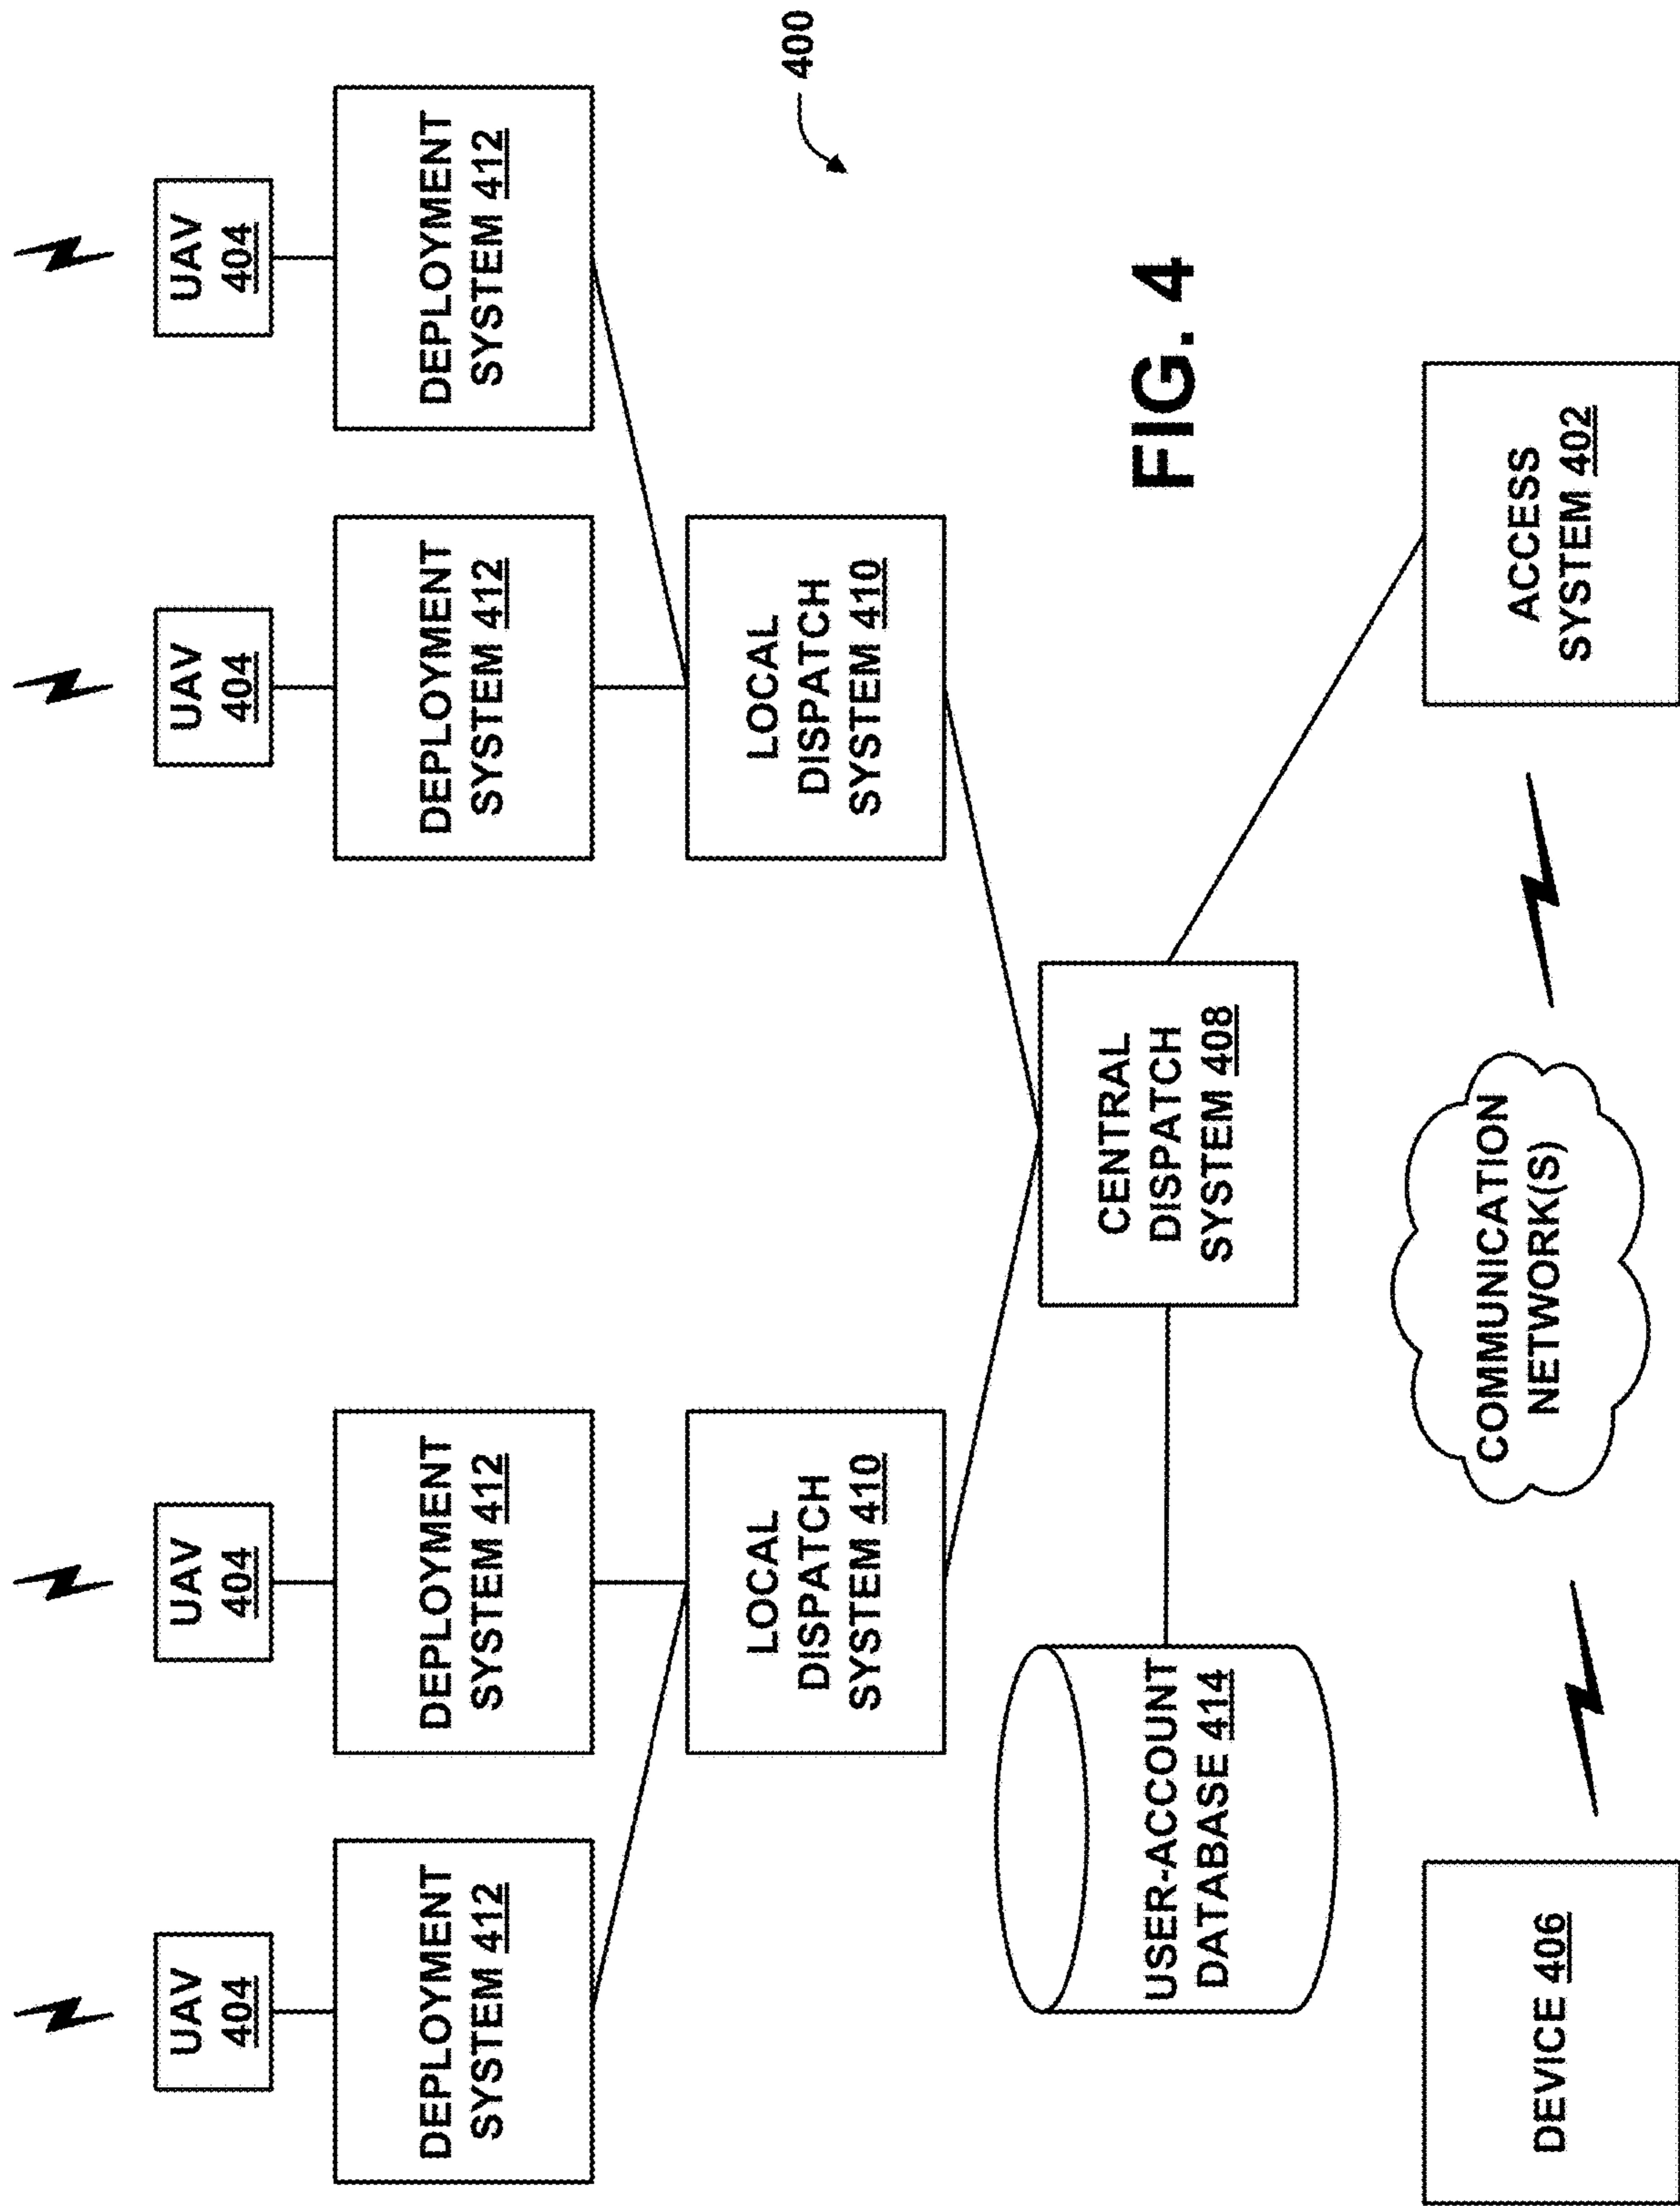 UAV
404
UAV
404
UAV
404
UAV
404
DEPLOYMENT
SYSTEM 412
DEPLOYMENT
SYSTEM 412
DEPLOYMENT
SYSTEM 412
DEPLOYMENT
SYSTEM 412
LOCAL
DISPATCH
SYSTEM 410
LOCAL
DISPATCH
SYSTEM 410
400
USER-ACCOUNT
DATABASE 414
CENTRAL
DISPATCH
SYSTEM 408
FIG. 4
DEVICE 406
COMMUNICATION
NETWORK(S)
ACCESS
SYSTEM 402